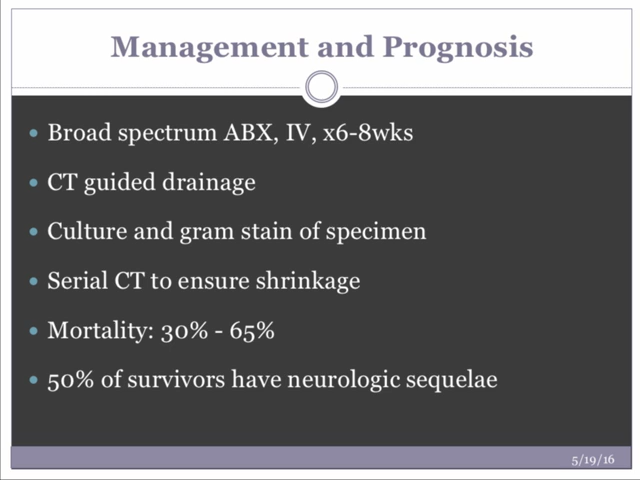 Management and Prognosis
• Broad spectrum ABX, IV, x6-8wks
• CT guided drainage
• Culture and gram stain of specimen
• Serial CT to ensure shrinkage
• Mortality: 30% - 65%
• 50% of survivors have neurologic sequelae
5/19/16